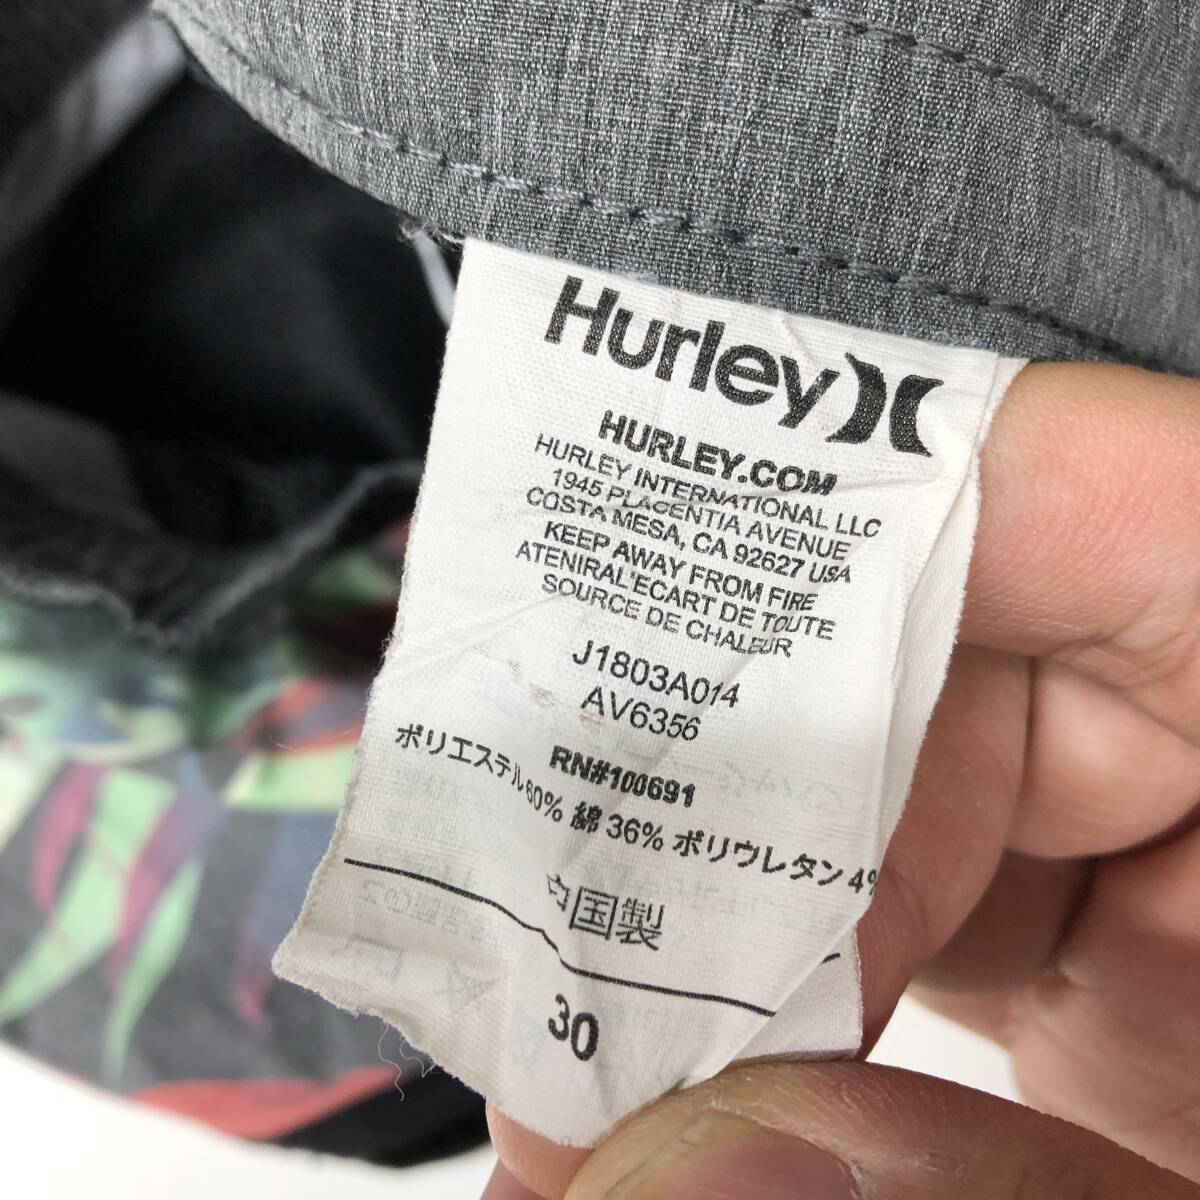 Hurley
HURLEY.COM
HURLEY INTERNATIONAL LLC
1945 PLACENTIA AVENUE
COSTA MESA, CA 92627 USA
KEEP AWAY FROM FIRE
ATENIRAL'ECART DE TOUTE
SOURCE DE CHALEUR
J1803A014
AV6356
RN#100691
ポリエステル60% 綿 36% ポリウレタン 4%
中国製
30